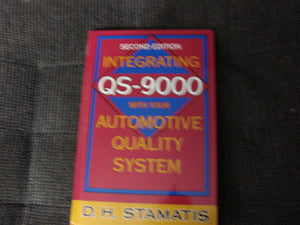 SECOND EDITION
INTEGRATING
QS-9000
WITH YOUR
AUTOMOTIVE
QUALITY
SYSTEM
D. H. STAMATIS